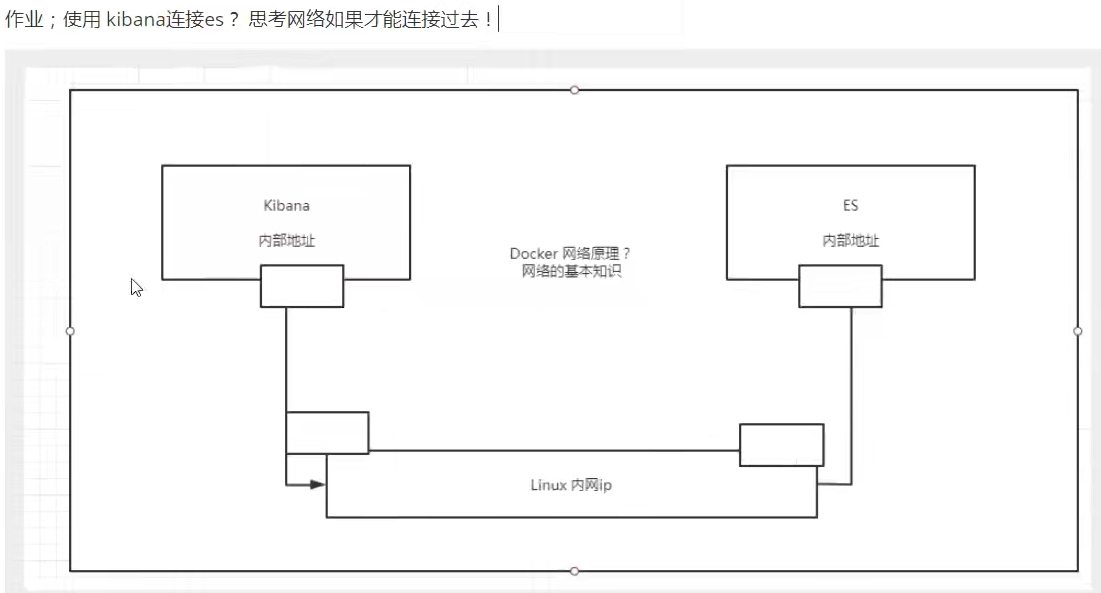 作业；使用 kibana连接es？ 思考网络如果才能连接过去！
Kibana
内部地址
ES
内部地址
Docker 网络原理？
网络的基本知识
Linux 内网ip